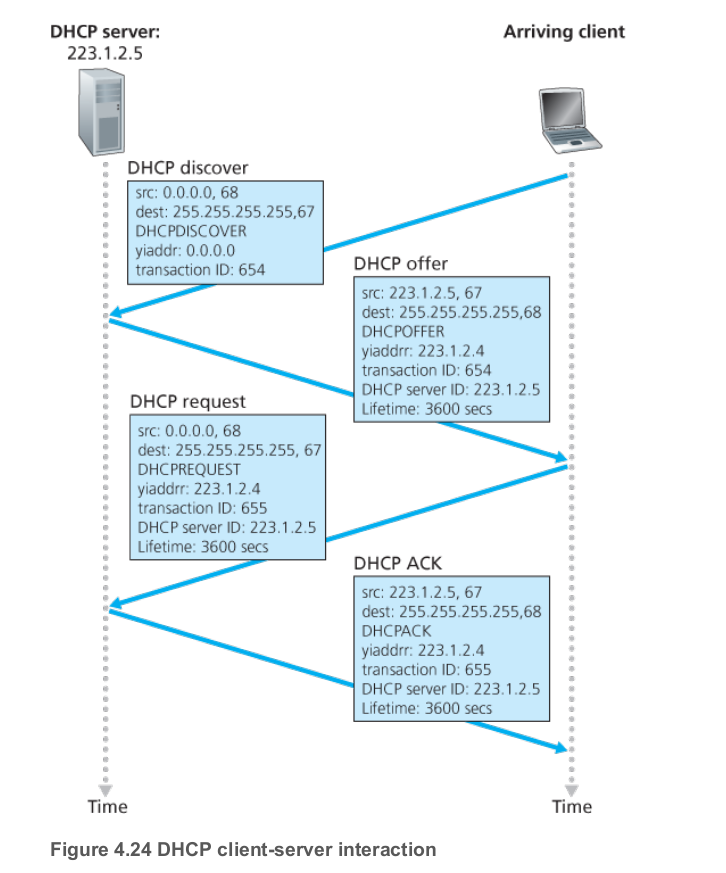 DHCP server:
223.1.2.5
Arriving client
DHCP discover
src: 0.0.0.0, 68
dest: 255.255.255.255,67
DHCPDISCOVER
yiaddr: 0.0.0.0
transaction ID: 654
DHCP offer
src: 223.1.2.5, 67
dest: 255.255.255.255,68
DHCPOFFER
yiaddrr: 223.1.2.4
transaction ID: 654
DHCP server ID: 223.1.2.5
Lifetime: 3600 secs
DHCP request
src: 0.0.0.0, 68
dest: 255.255.255.255, 67
DHCPREQUEST
yiaddrr: 223.1.2.4
transaction ID: 655
DHCP server ID: 223.1.2.5
Lifetime: 3600 secs
DHCP ACK
src: 223.1.2.5, 67
dest: 255.255.255.255,68
DHCPACK
yiaddrr: 223.1.2.4
transaction ID: 655
DHCP server ID: 223.1.2.5
Lifetime: 3600 secs
Time
Time
Figure 4.24 DHCP client-server interaction